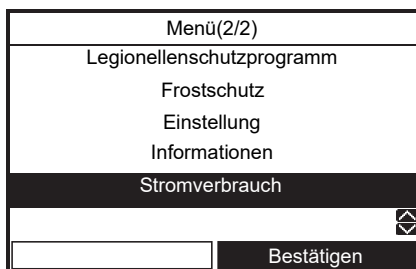 Menü(2/2)
Legionellenschutzprogramm
Frostschutz
Einstellung
Informationen
Stromverbrauch
Bestätigen